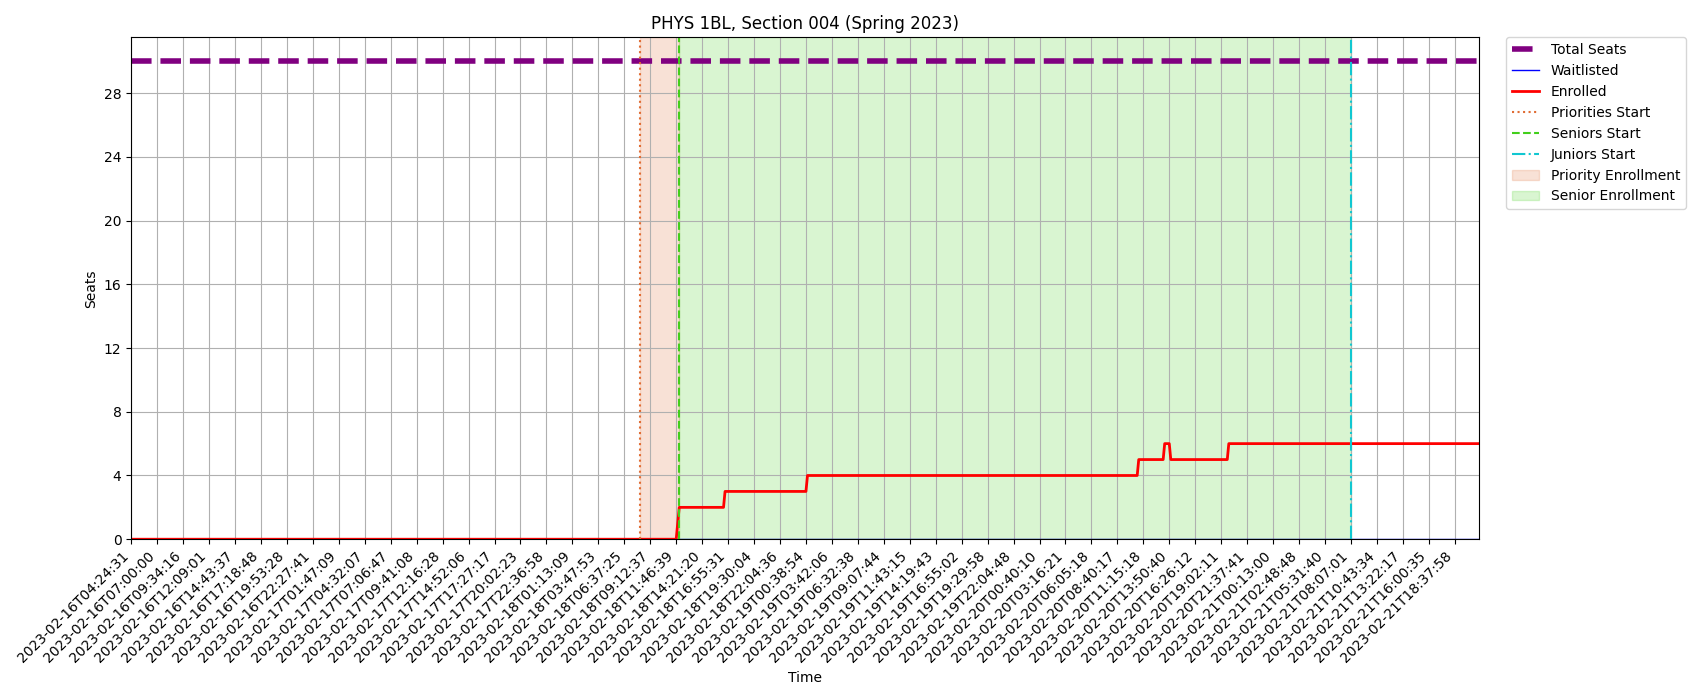 PHYS 1BL, Section 004 (Spring 2023)
Total Seats
Waitlisted
Enrolled
Priorities Start
Seniors Start
Juniors Start
Priority Enrollment
Senior Enrollment
Seats
28
24
20
16
12
8
4
0
2023-02-16T04:24:31
2023-02-16T07:00:00
2023-02-16T09:34:16
2023-02-16T12:09:01
2023-02-16T14:43:37
2023-02-16T17:18:48
2023-02-16T19:53:28
2023-02-16T22:27:41
2023-02-17T01:47:09
2023-02-17T04:32:07
2023-02-17T07:06:47
2023-02-17T09:41:08
2023-02-17T12:16:28
2023-02-17T14:52:06
2023-02-17T17:27:17
2023-02-17T20:02:23
2023-02-17T22:36:58
2023-02-18T01:13:09
2023-02-18T03:47:53
2023-02-18T06:37:25
2023-02-18T09:12:37
2023-02-18T11:46:39
2023-02-18T14:21:20
2023-02-18T16:55:31
2023-02-18T19:30:04
2023-02-18T22:04:36
2023-02-19T00:38:54
2023-02-19T03:42:06
2023-02-19T06:32:38
2023-02-19T09:07:44
2023-02-19T11:43:15
2023-02-19T14:19:43
2023-02-19T16:55:02
2023-02-19T19:29:58
2023-02-19T22:04:48
2023-02-20T00:40:10
2023-02-20T03:16:21
2023-02-20T06:05:18
2023-02-20T08:40:17
2023-02-20T11:15:18
2023-02-20T13:50:40
2023-02-20T16:26:12
2023-02-20T19:02:11
2023-02-20T21:37:41
2023-02-21T00:13:00
2023-02-21T02:48:48
2023-02-21T05:31:40
2023-02-21T08:07:01
2023-02-21T10:43:34
2023-02-21T13:22:17
2023-02-21T16:00:35
2023-02-21T18:37:58
Time